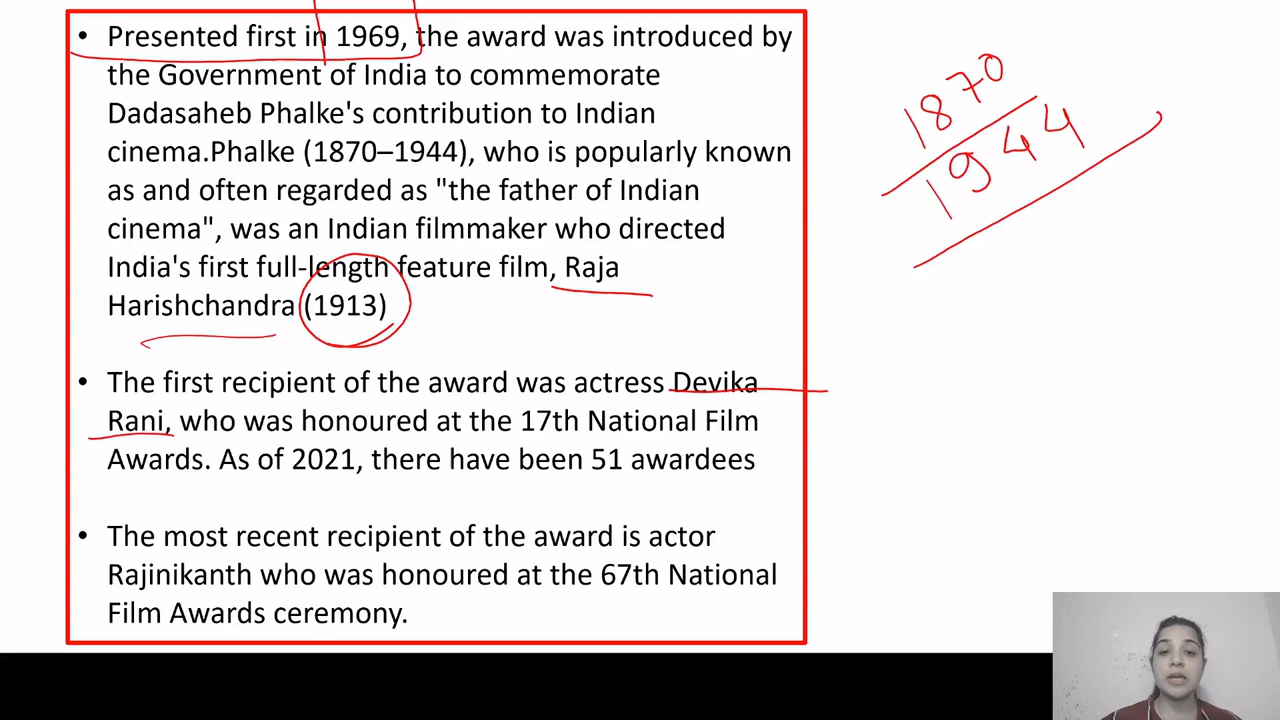 • Presented first in 1969, the award was introduced by
the Government of India to commemorate
Dadasaheb Phalke's contribution to Indian
cinema.Phalke (1870–1944), who is popularly known
as and often regarded as "the father of Indian
cinema", was an Indian filmmaker who directed
India's first full-length feature film, Raja
Harishchandra (1913)
• The first recipient of the award was actress Devika
Rani, who was honoured at the 17th National Film
Awards. As of 2021, there have been 51 awardees
• The most recent recipient of the award is actor
Rajinikanth who was honoured at the 67th National
Film Awards ceremony.
1870
1944